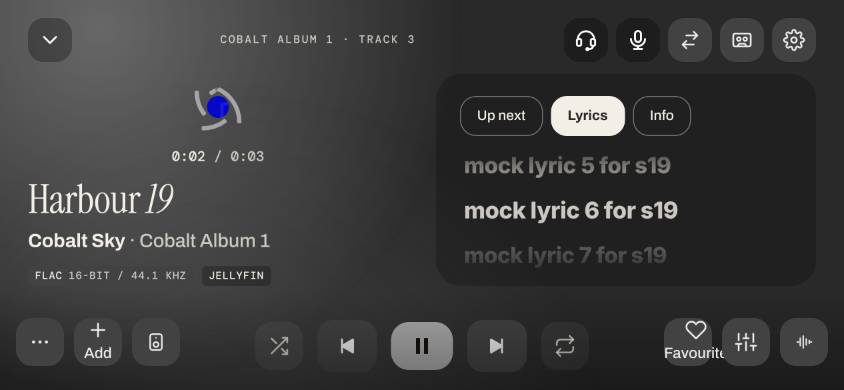 COBALT ALBUM 1 · TRACK 3
0:02 / 0:03
Harbour 19
Cobalt Sky · Cobalt Album 1
FLAC 16-BIT / 44.1 KHZ JELLYFIN
Up next Lyrics Info
mock lyric 5 for s19
mock lyric 6 for s19
mock lyric 7 for s19
Add
Favourite